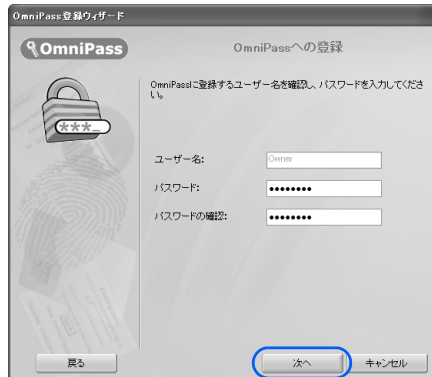 OmniPass登録ウィザード
OmniPass
OmniPassへの登録
OmniPassに登録するユーザー名を確認し、パスワードを入力してくださ
い。
***_
ユーザー名:
Owner
パスワード:
●●●●●●●●
パスワードの確認:
●●●●●●●●
戻る
次へ
キャンセル